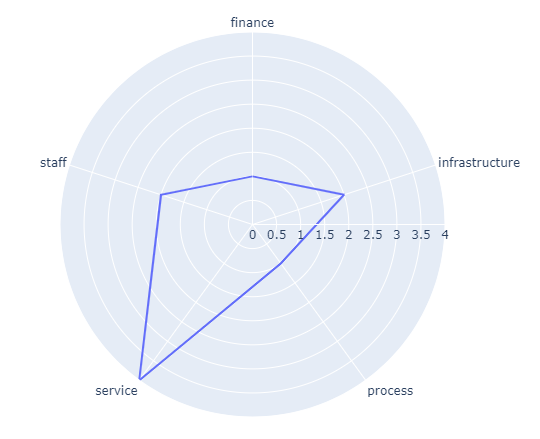 finance
staff infrastructure
0 0.5 1 1.5 2 2.5 3 3.5 4
service process